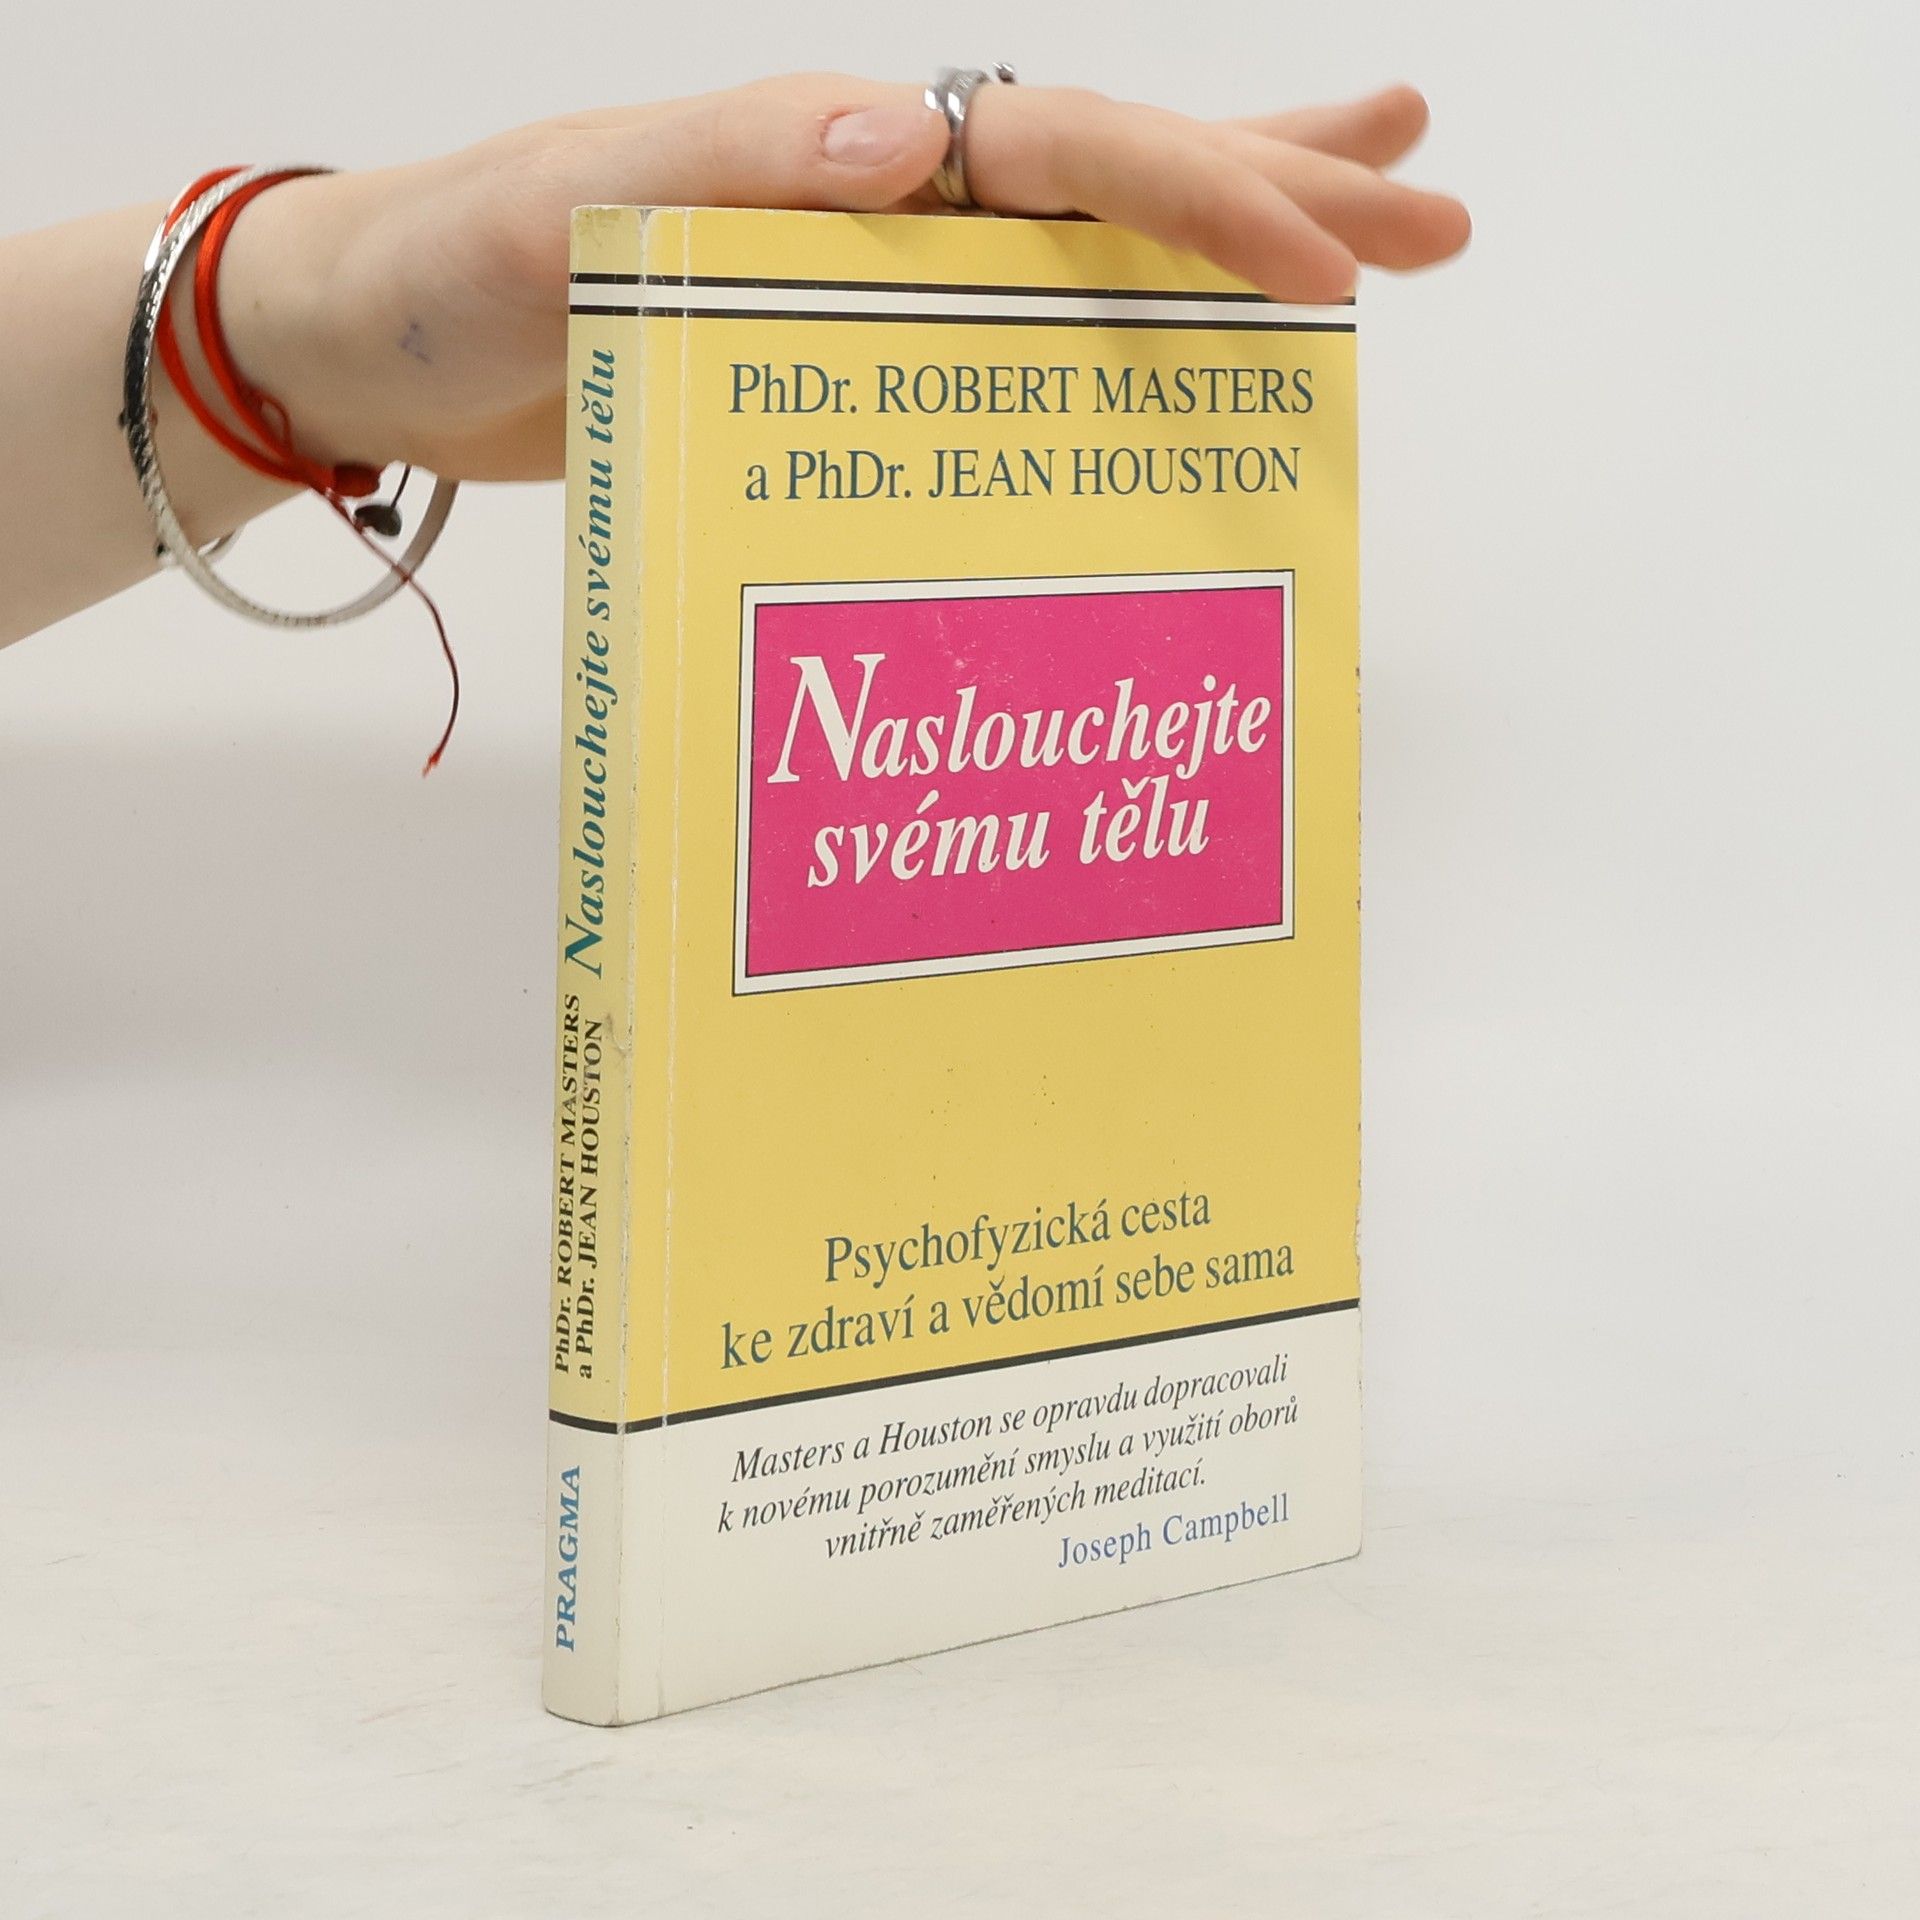 PhDr. ROBERT MASTERS
a PhDr. JEAN HOUSTON
Naslouchejte
svému tělu
Psychofyzická cesta
ke zdraví a vědomí sebe sama
Masters a Houston se opravdu dopracovali
k novému porozumění smyslu a využití oborů
vnitřně zaměřených meditací.
Joseph Campbell
PhDr. ROBERT MASTERS
a PhDr. JEAN HOUSTON
Naslouchejte svému tělu
PRAGMA